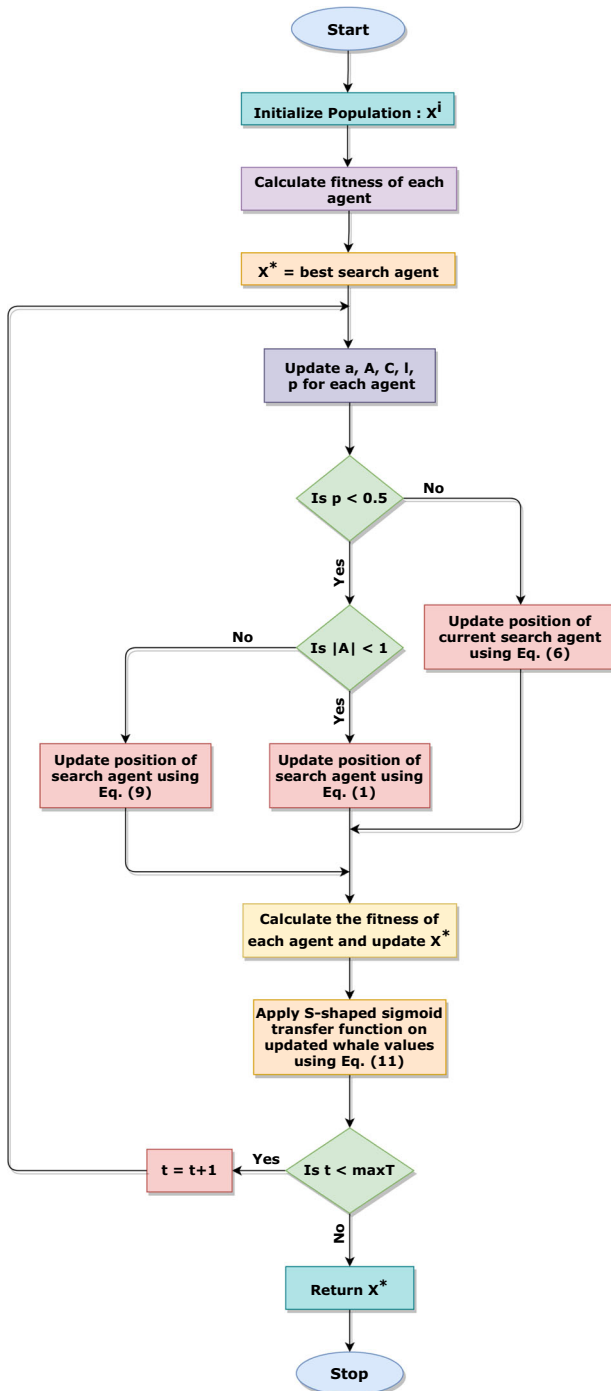 Start
Initialize Population : X^i
Calculate fitness of each
agent
X* = best search agent
Update a, A, C, l,
p for each agent
Is p < 0.5
No
Yes
Update position of
current search agent
using Eq. (6)
Is |A| < 1
No
Yes
Update position of
search agent using
Eq. (9)
Update position of
search agent using
Eq. (1)
Calculate the fitness of
each agent and update X*
Apply S-shaped sigmoid
transfer function on
updated whale values
using Eq. (11)
Is t < maxT
Yes
t = t+1
No
Return X*
Stop